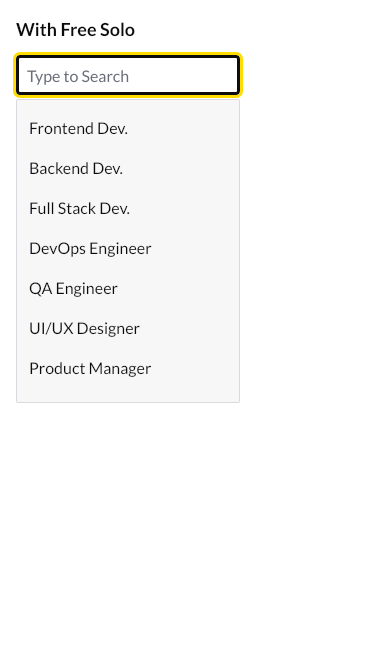 With Free Solo
Type to Search
Frontend Dev.
Backend Dev.
Full Stack Dev.
DevOps Engineer
QA Engineer
UI/UX Designer
Product Manager